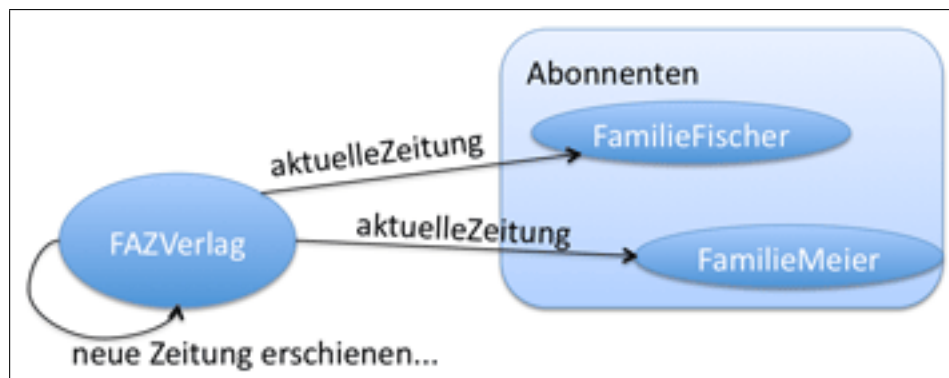 Abonnenten
FamilieFischer
aktuelleZeitung
aktuelleZeitung
FAZVerlag
FamilieMeier
neue Zeitung erschienen...